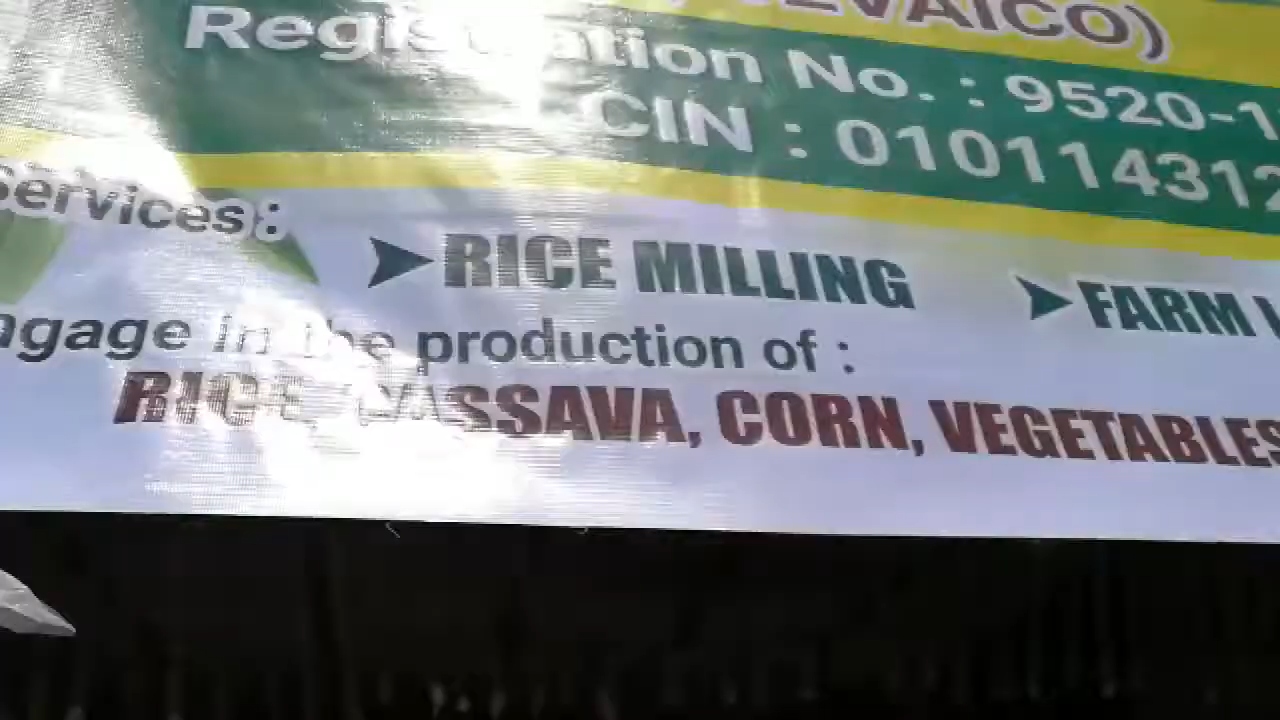 EVAICO)
Registration No. : 9520-1
CIN : 010114312
Services:
➤RICE MILLING ➤FARM
ngage in the production of :
RICE, CASSAVA, CORN, VEGETABLES